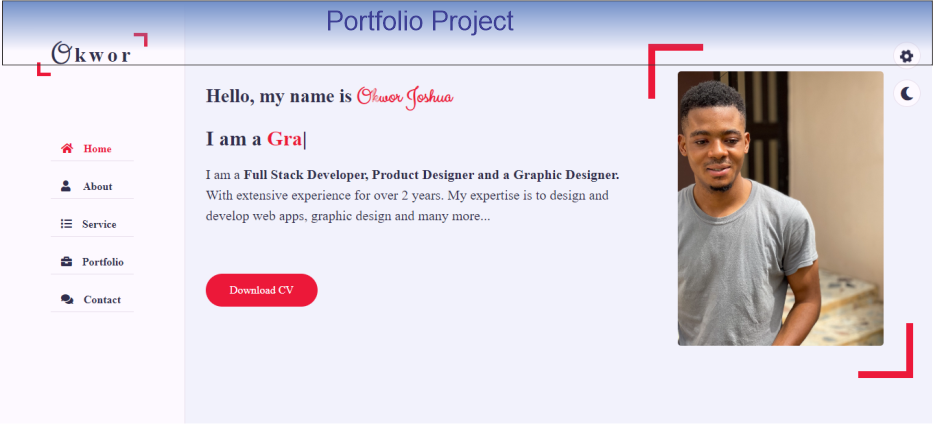 Portfolio Project
Okwor
Home
About
Service
Portfolio
Contact
Hello, my name is Okwor Joshua
I am a Gra|
I am a Full Stack Developer, Product Designer and a Graphic Designer.
With extensive experience for over 2 years. My expertise is to design and
develop web apps, graphic design and many more...
Download CV